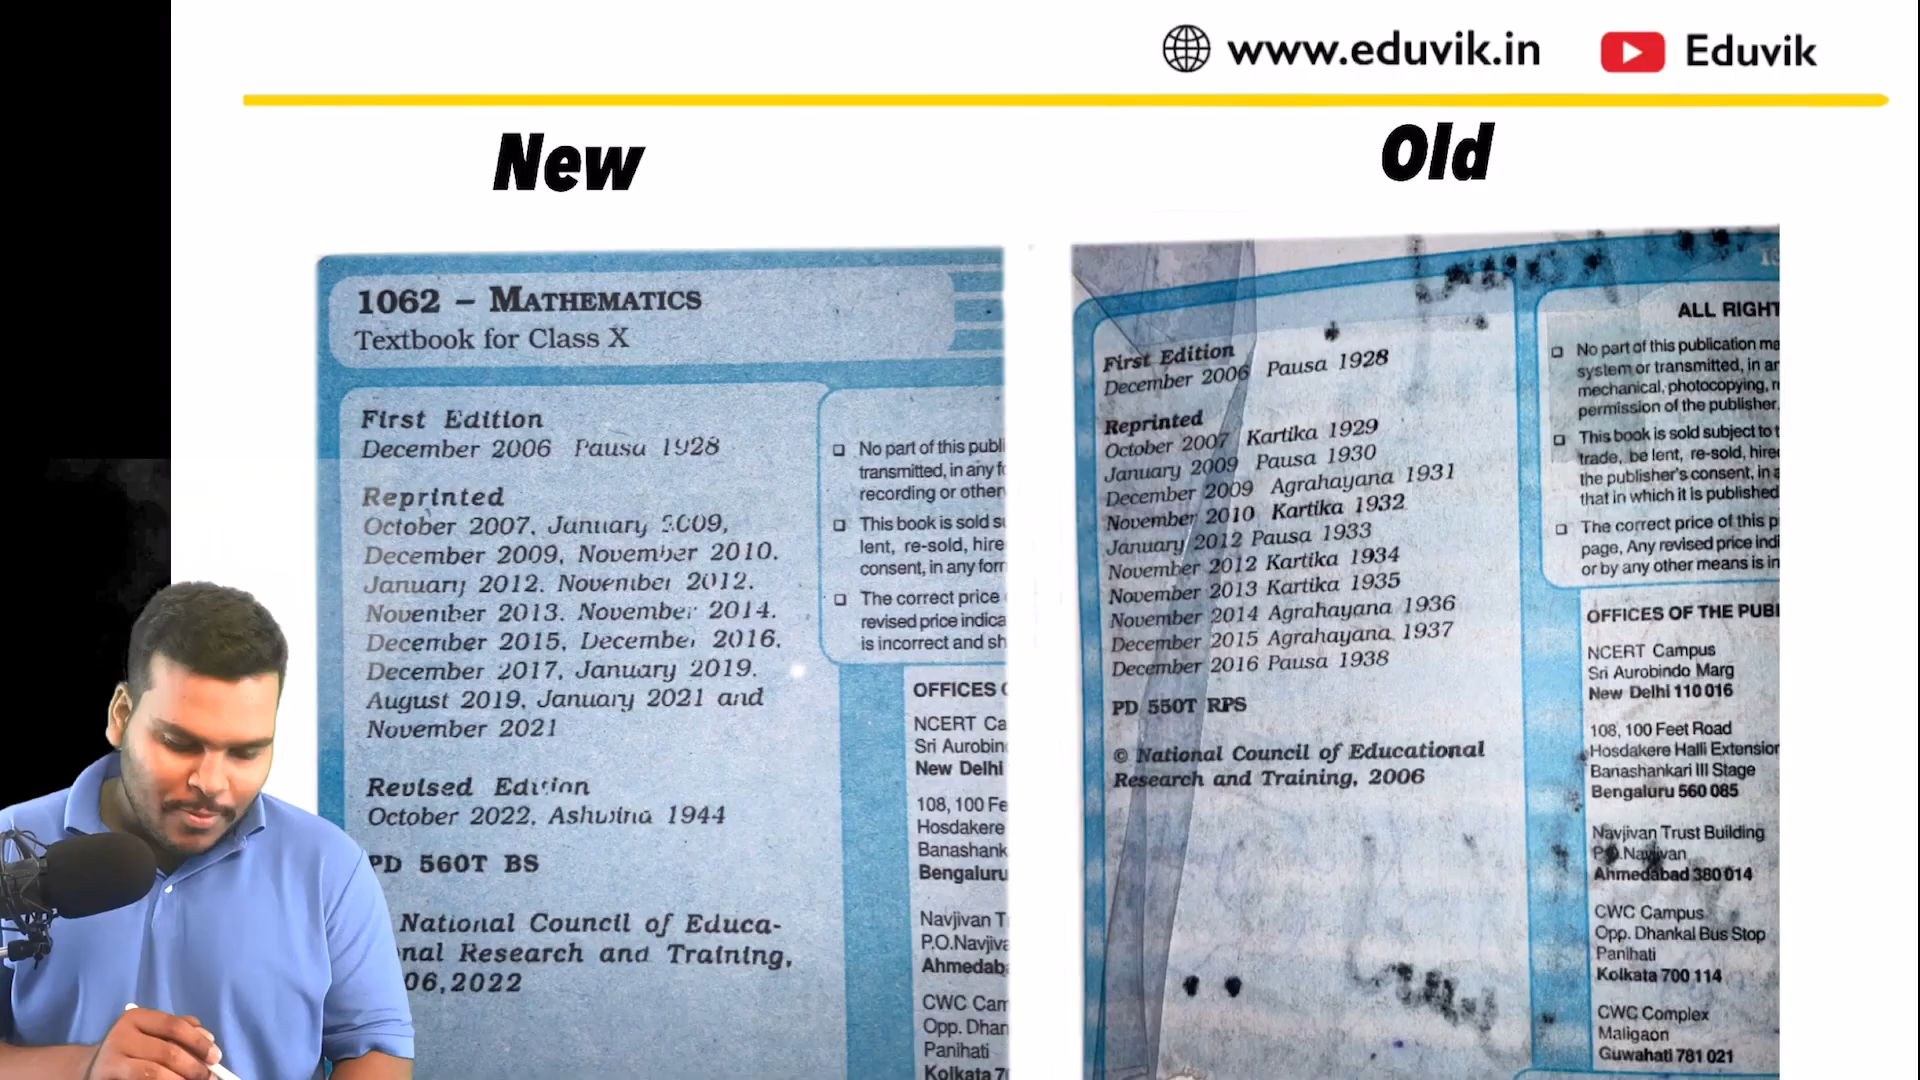 www.eduvik.in
Eduvik
New
Old
1062 – MATHEMATICS
Textbook for Class X
First Edition
December 2006 Pausa 1928
Reprinted
October 2007, January 2009,
December 2009, November 2010,
January 2012, November 2012,
November 2013, November 2014,
December 2015, December 2016,
December 2017, January 2019,
August 2019, January 2021 and
November 2021
Revised Edition
October 2022, Ashwina 1944
PD 560T BS
National Council of Educa-
nal Research and Training,
06,2022
No part of this publi
transmitted, in any fo
recording or other
This book is sold su
lent, re-sold, hire
consent, in any forr
The correct price
revised price indica
is incorrect and sh
OFFICES
NCERT Ca
Sri Aurobin
New Delhi
108, 100 Fe
Hosdakere
Banashank
Bengaluru
Navjivan T
P.O.Navjiva
Ahmedab
CWC Cam
Opp. Dhan
Panihati
Kolkata 7
First Edition
December 2006 Pausa 1928
Reprinted
October 2007 Kartika 1929
January 2009 Pausa 1930
December 2009 Agrahayana 1931
November 2010 Kartika 1932
January 2012 Pausa 1933
November 2012 Kartika 1934
November 2013 Kartika 1935
November 2014 Agrahayana 1936
December 2015 Agrahayana 1937
December 2016 Pausa 1938
PD 550T RPS
© National Council of Educational
Research and Training, 2006
ALL RIGHT
No part of this publication ma
system or transmitted, in an
mechanical, photocopying, r
permission of the publisher.
This book is sold subject to t
trade, be lent, re-sold, hired
the publisher's consent, in a
that in which it is published
The correct price of this p
page, Any revised price indi
or by any other means is in
OFFICES OF THE PUBI
NCERT Campus
Sri Aurobindo Marg
New Delhi 110 016
108, 100 Feet Road
Hosdakere Halli Extension
Banashankari III Stage
Bengaluru 560 085
Navjivan Trust Building
P.O.Navjivan
Ahmedabad 380 014
CWC Campus
Opp. Dhankal Bus Stop
Panihati
Kolkata 700 114
CWC Complex
Maligaon
Guwahati 781 021